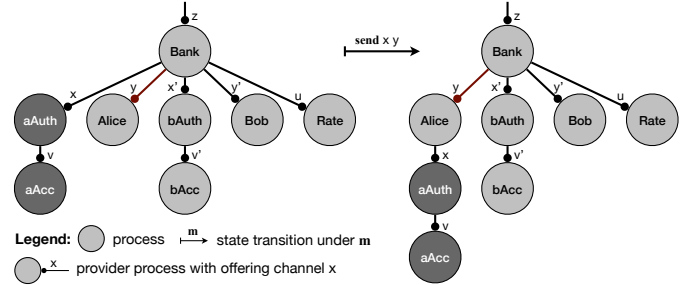 z
Bank
x
y
x'
y'
u
aAuth
Alice
bAuth
Bob
Rate
v
v'
aAcc
bAcc
send x y
z
Bank
y
x'
y'
u
Alice
bAuth
Bob
Rate
x
v'
aAuth
bAcc
v
aAcc
Legend: process m state transition under m
x provider process with offering channel x